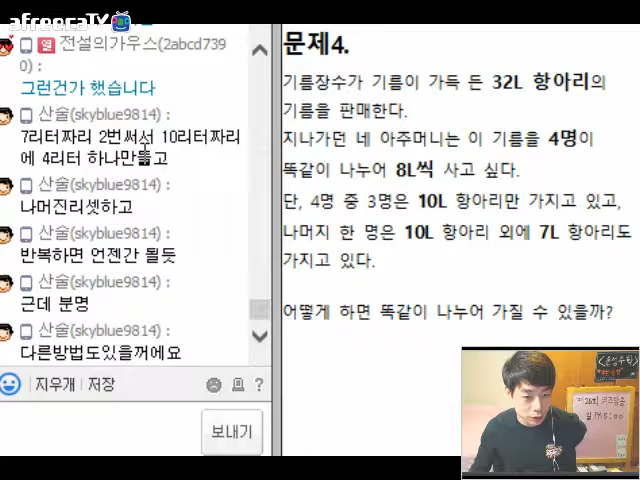 afreecaTV
열 전설의가우스(2abcd739
0) :
그런건가 했습니다
산술(skyblue9814) :
7리터짜리 2번써서 10리터짜리
에 4리터 하나만들고
산술(skyblue9814) :
나머진리셋하고
산술(skyblue9814) :
반복하면 언젠간 될듯
산술(skyblue9814) :
근데 분명
산술(skyblue9814) :
다른방법도있을꺼에요
지우개 저장 ?
보내기
문제4.
기름장수가 기름이 가득 든 32L 항아리의
기름을 판매한다.
지나가던 네 아주머니는 이 기름을 4명이
똑같이 나누어 8L씩 사고 싶다.
단, 4명 중 3명은 10L 항아리만 가지고 있고,
나머지 한 명은 10L 항아리 외에 7L 항아리도
가지고 있다.
어떻게 하면 똑같이 나누어 가질 수 있을까?